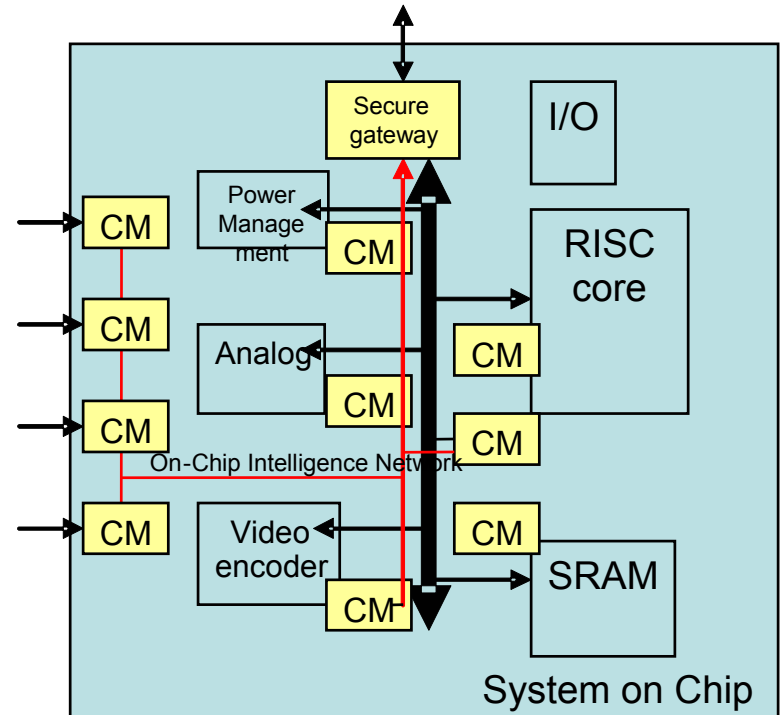 Secure
gateway
I/O
Power
Manage
ment
CM
CM
RISC
core
CM
CM
Analog
CM
CM
CM
CM
On-Chip Intelligence Network
CM
Video
encoder
CM
CM
SRAM
System on Chip